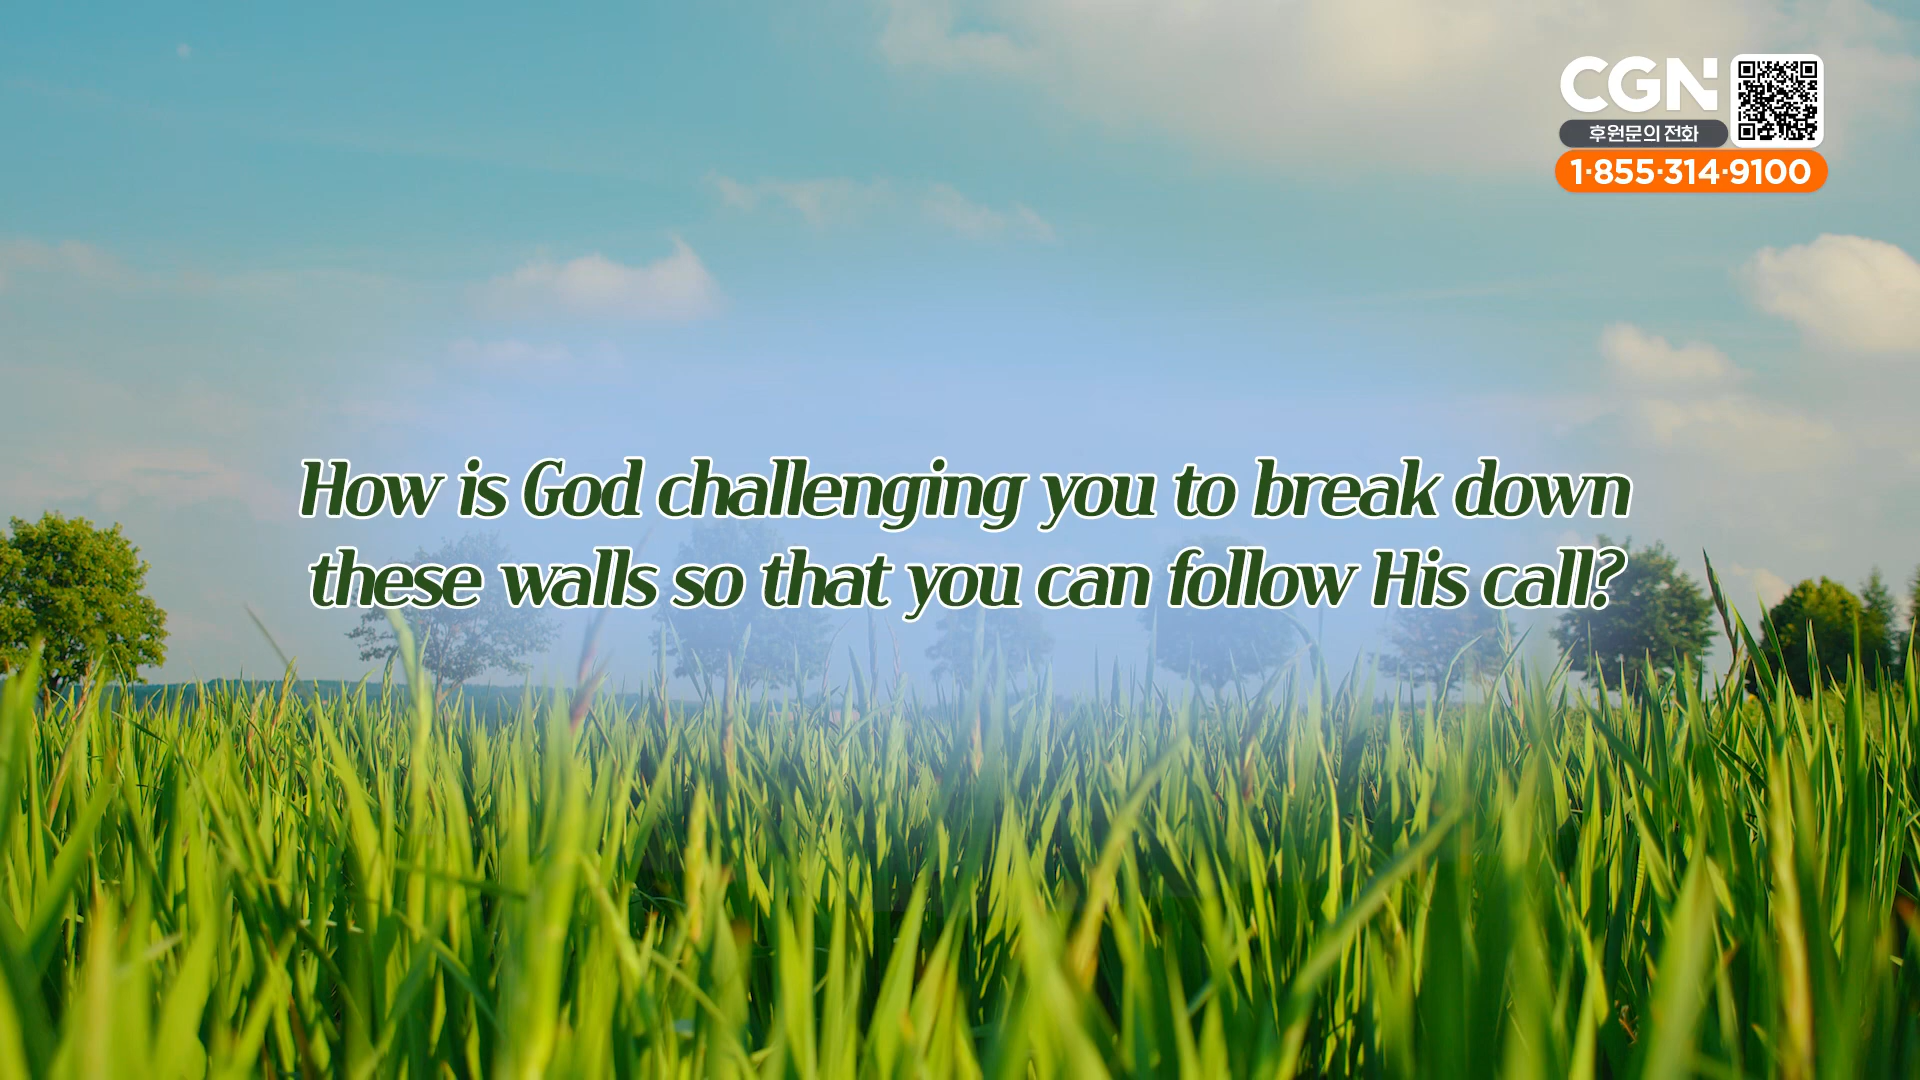 CGN
후원문의 전화
1·855·314·9100
How is God challenging you to break down
these walls so that you can follow His call?